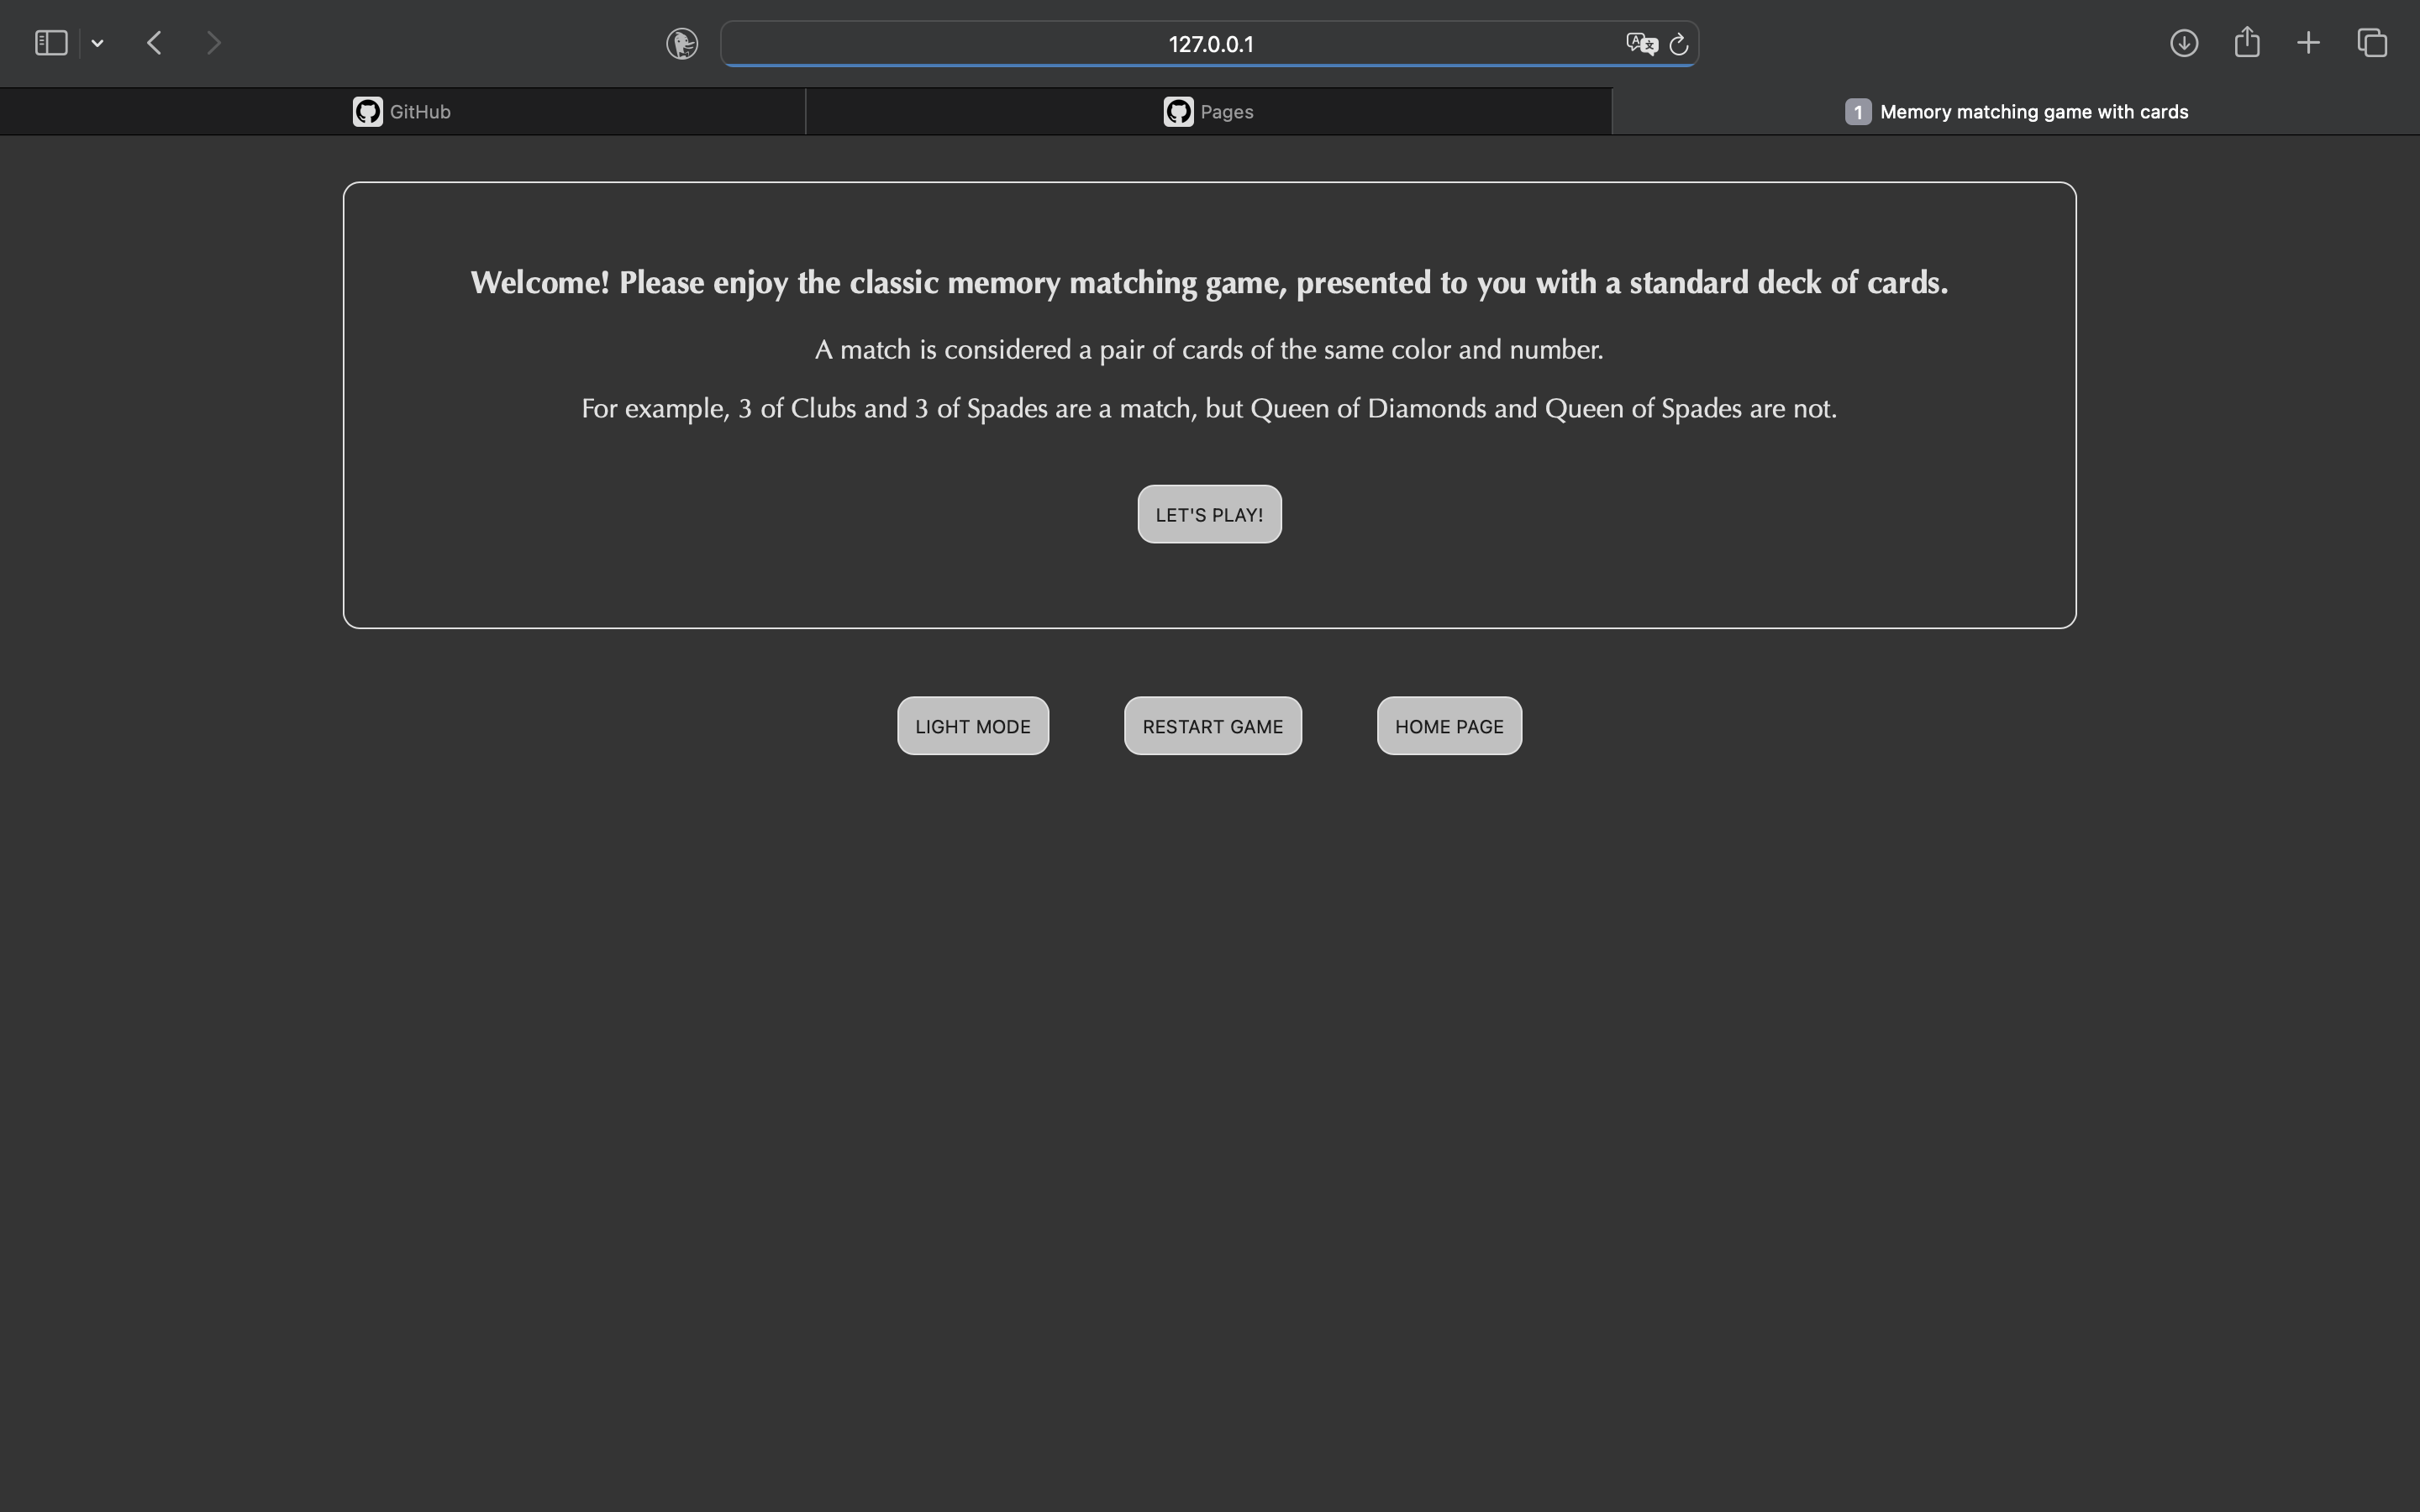 127.0.0.1
GitHub
Pages
1 Memory matching game with cards
Welcome! Please enjoy the classic memory matching game, presented to you with a standard deck of cards.
A match is considered a pair of cards of the same color and number.
For example, 3 of Clubs and 3 of Spades are a match, but Queen of Diamonds and Queen of Spades are not.
LET'S PLAY!
LIGHT MODE
RESTART GAME
HOME PAGE